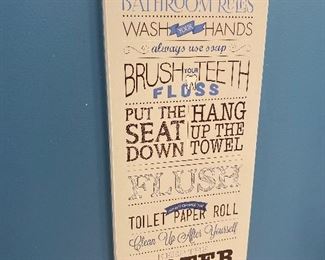 BATHROOM RULES
WASH YOUR HANDS
always use soap
BRUSH YOUR TEETH
FLOSS
PUT THE HANG
SEAT UP THE
DOWN TOWEL
FLUSH
TOILET PAPER ROLL
Clean Up After Yourself